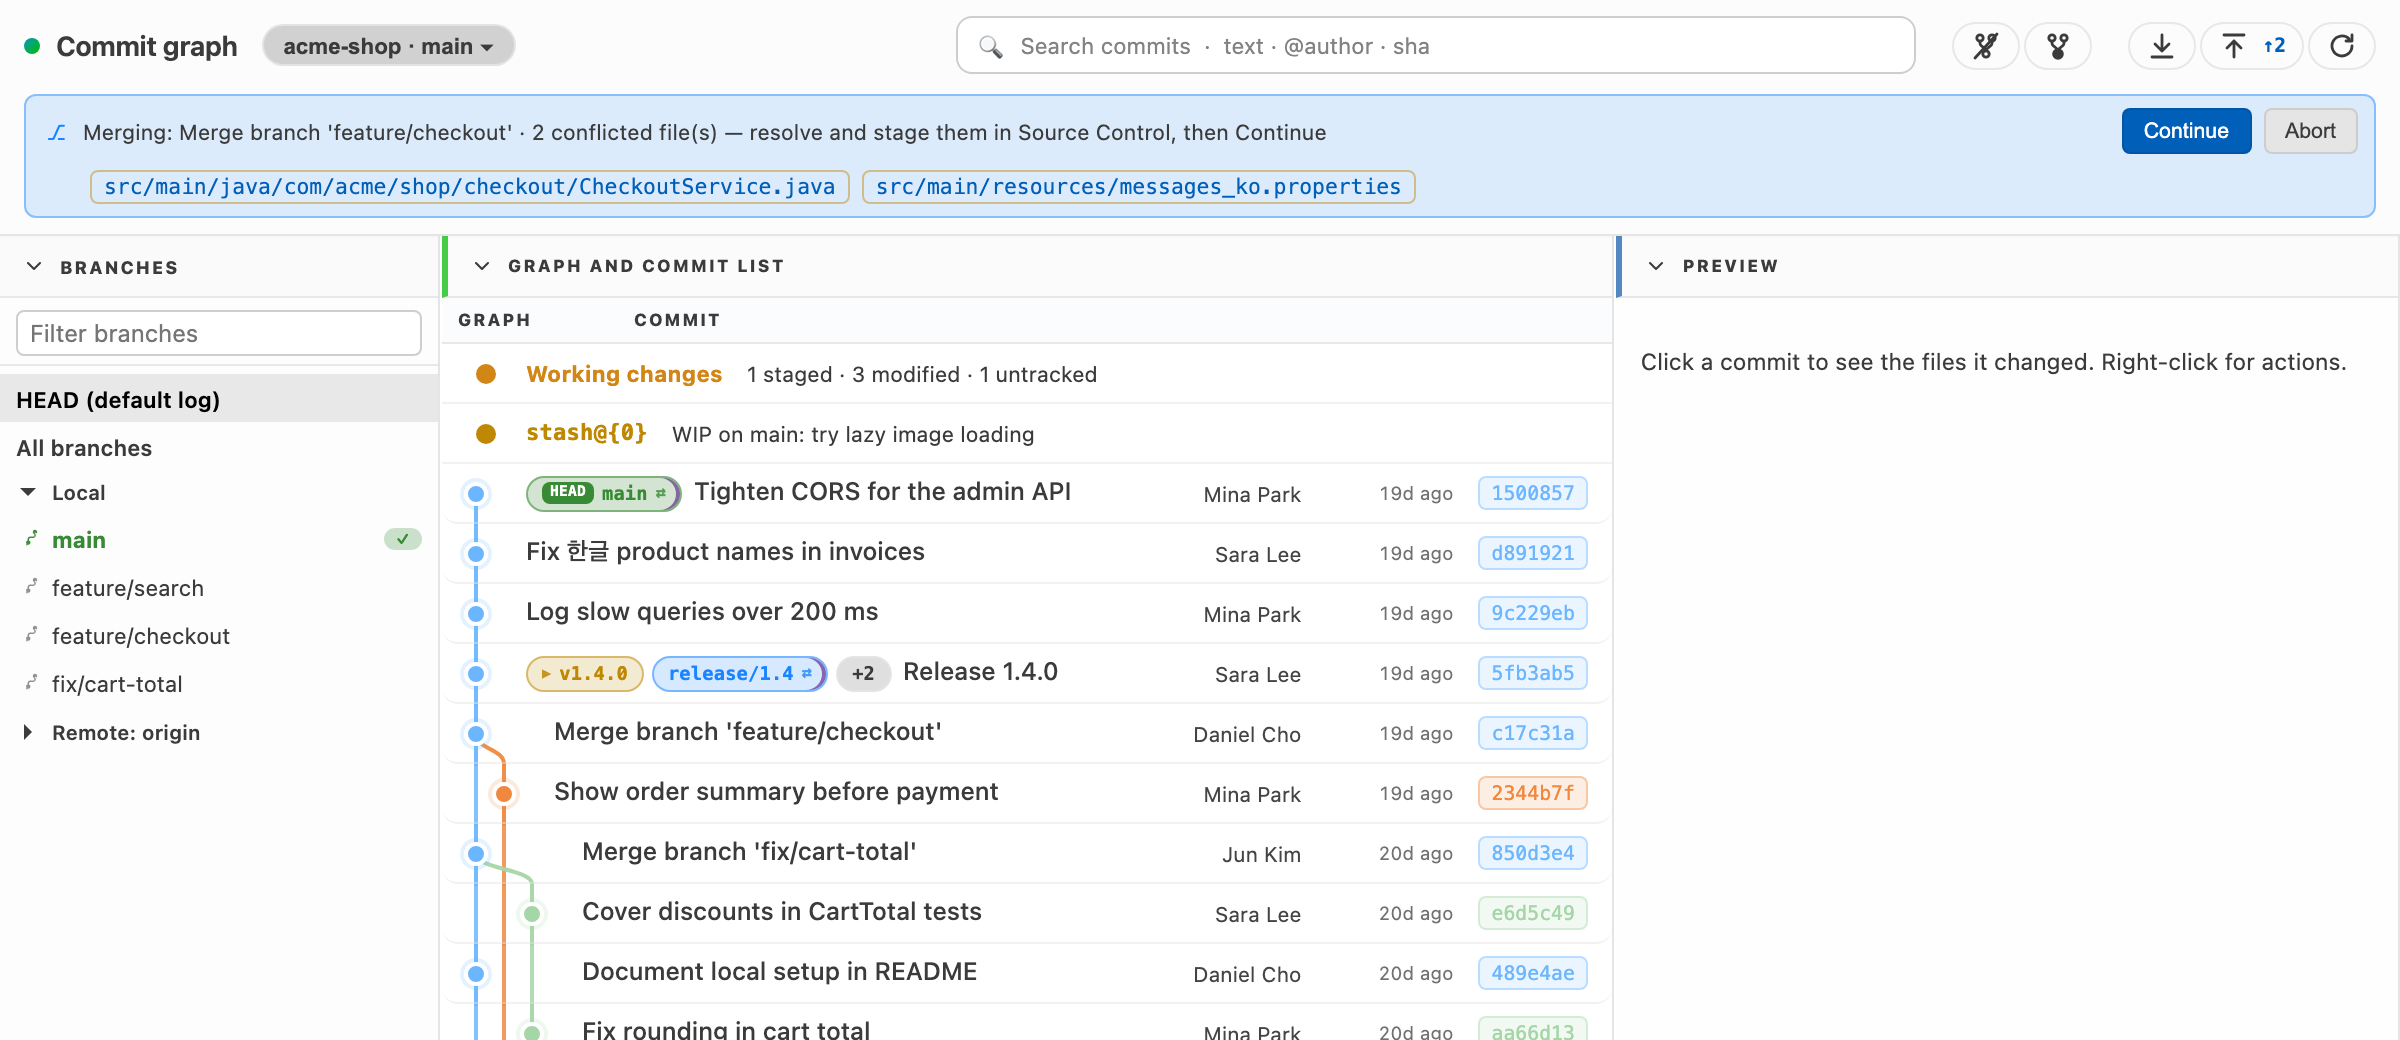 Commit graph
acme-shop · main
Search commits · text · @author · sha
↑2
Merging: Merge branch 'feature/checkout' · 2 conflicted file(s) — resolve and stage them in Source Control, then Continue
Continue
Abort
src/main/java/com/acme/shop/checkout/CheckoutService.java
src/main/resources/messages_ko.properties
BRANCHES
Filter branches
HEAD (default log)
All branches
Local
main
feature/search
feature/checkout
fix/cart-total
Remote: origin
GRAPH AND COMMIT LIST
GRAPH COMMIT
Working changes 1 staged · 3 modified · 1 untracked
stash@{0} WIP on main: try lazy image loading
HEAD main ⇄ Tighten CORS for the admin API Mina Park 19d ago 1500857
Fix 한글 product names in invoices Sara Lee 19d ago d891921
Log slow queries over 200 ms Mina Park 19d ago 9c229eb
v1.4.0 release/1.4 ⇄ +2 Release 1.4.0 Sara Lee 19d ago 5fb3ab5
Merge branch 'feature/checkout' Daniel Cho 19d ago c17c31a
Show order summary before payment Mina Park 19d ago 2344b7f
Merge branch 'fix/cart-total' Jun Kim 20d ago 850d3e4
Cover discounts in CartTotal tests Sara Lee 20d ago e6d5c49
Document local setup in README Daniel Cho 20d ago 489e4ae
Fix rounding in cart total Mina Park 20d ago aa66d13
PREVIEW
Click a commit to see the files it changed. Right-click for actions.